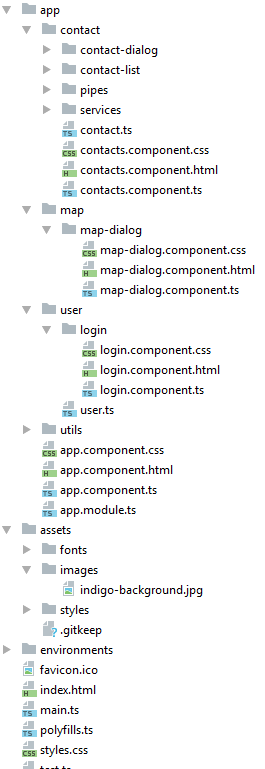 app
contact
contact-dialog
contact-list
pipes
services
TS contact.ts
CSS contacts.component.css
H contacts.component.html
TS contacts.component.ts
map
map-dialog
CSS map-dialog.component.css
H map-dialog.component.html
TS map-dialog.component.ts
user
login
CSS login.component.css
H login.component.html
TS login.component.ts
TS user.ts
utils
CSS app.component.css
H app.component.html
TS app.component.ts
TS app.module.ts
assets
fonts
images
indigo-background.jpg
styles
.gitkeep
environments
favicon.ico
H index.html
TS main.ts
TS polyfills.ts
CSS styles.css
test.ts